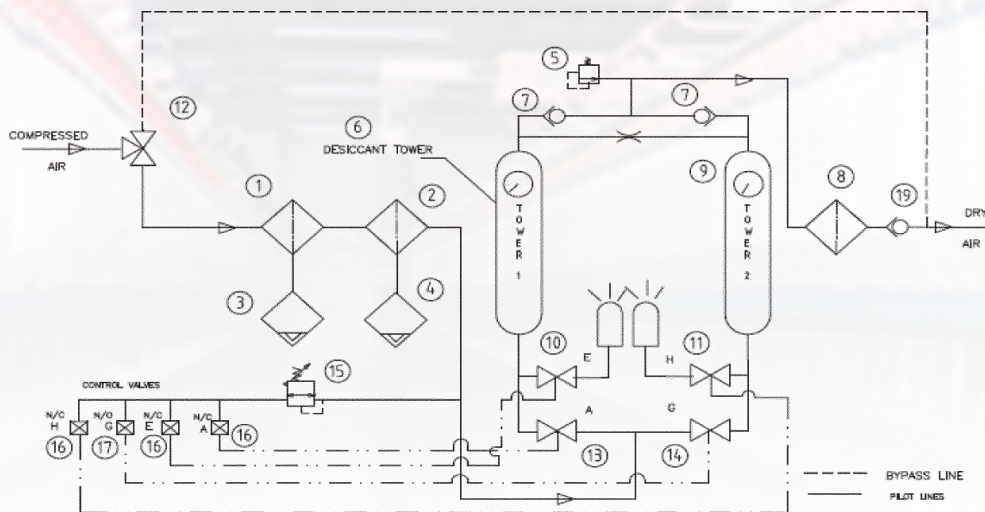 5
7
7
12
COMPRESSED
AIR
6
DESICCANT TOWER
9
1
2
8
19
TOWER 1
TOWER 2
DRY
AIR
3
4
10
E
H
11
15
CONTROL VALVES
A
G
N/C
H
N/O
G
N/C
E
N/C
A
16
17
16
16
13
14
BYPASS LINE
PILOT LINES